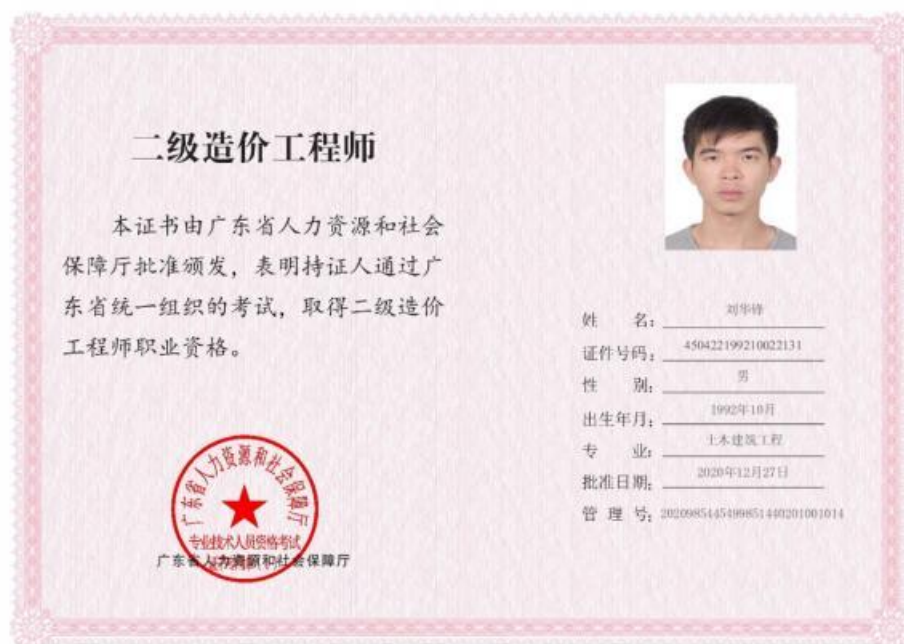 二级造价工程师
本证书由广东省人力资源和社会
保障厅批准颁发，表明持证人通过广
东省统一组织的考试，取得二级造价
工程师职业资格。
广东省人力资源和社会保障厅
专业技术人员资格考试
广东省人力资源和社会保障厅
姓 名：刘华锋
证件号码：450422199210022131
性 别：男
出生年月：1992年10月
专 业：土木建筑工程
批准日期：2020年12月27日
管 理 号：20209854454999851440201001014